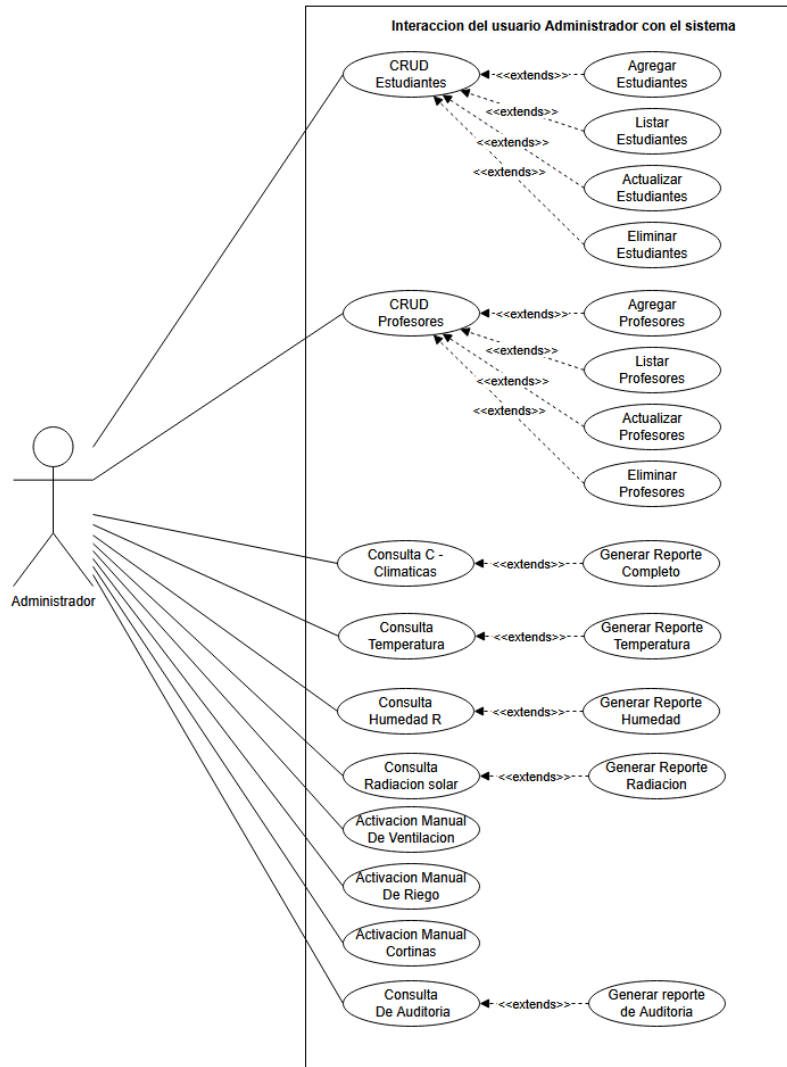 Interaccion del usuario Administrador con el sistema
CRUD
Estudiantes
<<extends>>
Agregar
Estudiantes
<<extends>>
Listar
Estudiantes
<<extends>>
Actualizar
Estudiantes
<<extends>>
Eliminar
Estudiantes
CRUD
Profesores
<<extends>>
Agregar
Profesores
<<extends>>
Listar
Profesores
<<extends>>
Actualizar
Profesores
<<extends>>
Eliminar
Profesores
Administrador
Consulta C -
Climaticas
<<extends>>
Generar Reporte
Completo
Consulta
Temperatura
<<extends>>
Generar Reporte
Temperatura
Consulta
Humedad R
<<extends>>
Generar Reporte
Humedad
Consulta
Radiacion solar
<<extends>>
Generar Reporte
Radiacion
Activacion Manual
De Ventilacion
Activacion Manual
De Riego
Activacion Manual
Cortinas
Consulta
De Auditoria
<<extends>>
Generar reporte
de Auditoria